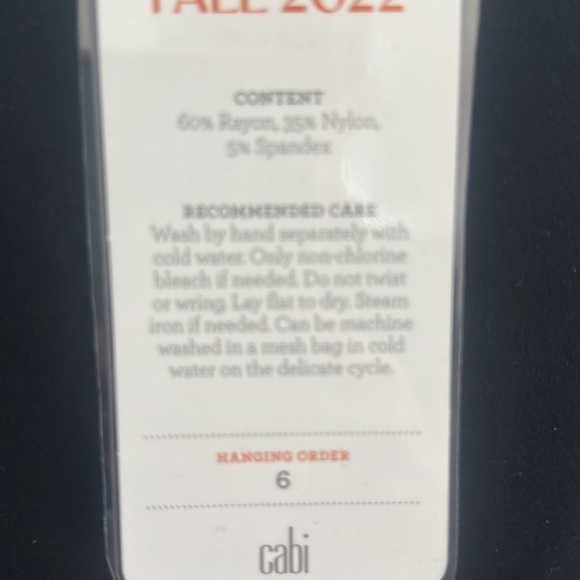 FALL 2022
CONTENT
60% Rayon, 35% Nylon,
5% Spandex
RECOMMENDED CARE
Wash by hand separately with
cold water. Only non-chlorine
bleach if needed. Do not twist
or wring. Lay flat to dry. Steam
iron if needed. Can be machine
washed in a mesh bag in cold
water on the delicate cycle.
HANGING ORDER
6
cabi